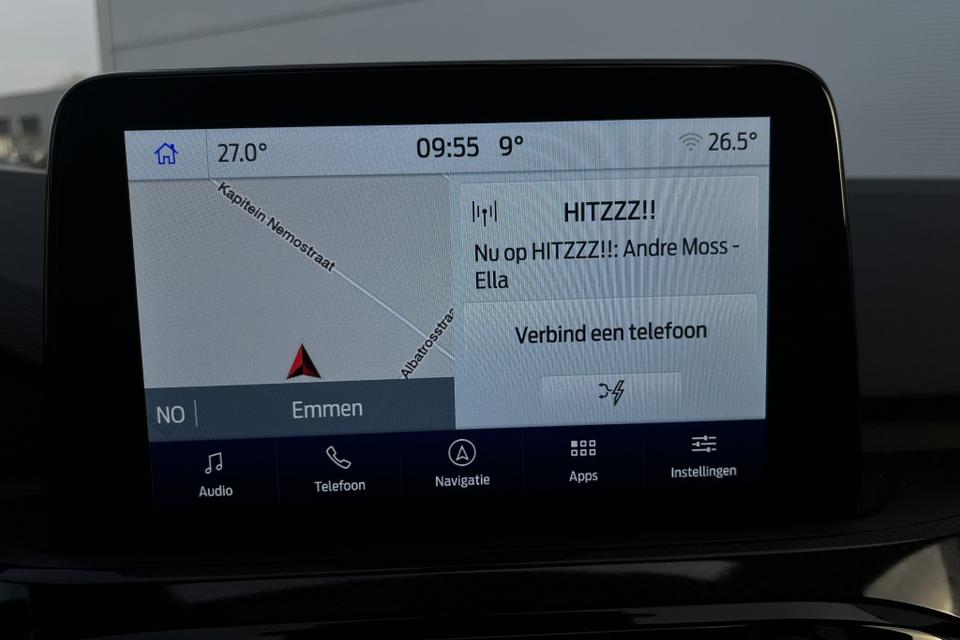 27.0°
09:55 9°
26.5°
Kapitein Nemostraat
Albatrosstraa
HITZZZ!!
Nu op HITZZZ!!: Andre Moss -
Ella
Verbind een telefoon
NO
Emmen
Audio
Telefoon
Navigatie
Apps
Instellingen